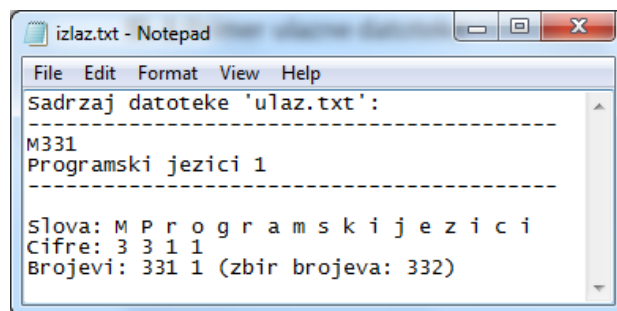 izlaz.txt - Notepad
File Edit Format View Help
Sadrzaj datoteke 'ulaz.txt':
-----------------------------------------
M331
Programski jezici 1
-----------------------------------------
Slova: M P r o g r a m s k i j e z i c i
Cifre: 3 3 1 1
Brojevi: 331 1 (zbir brojeva: 332)